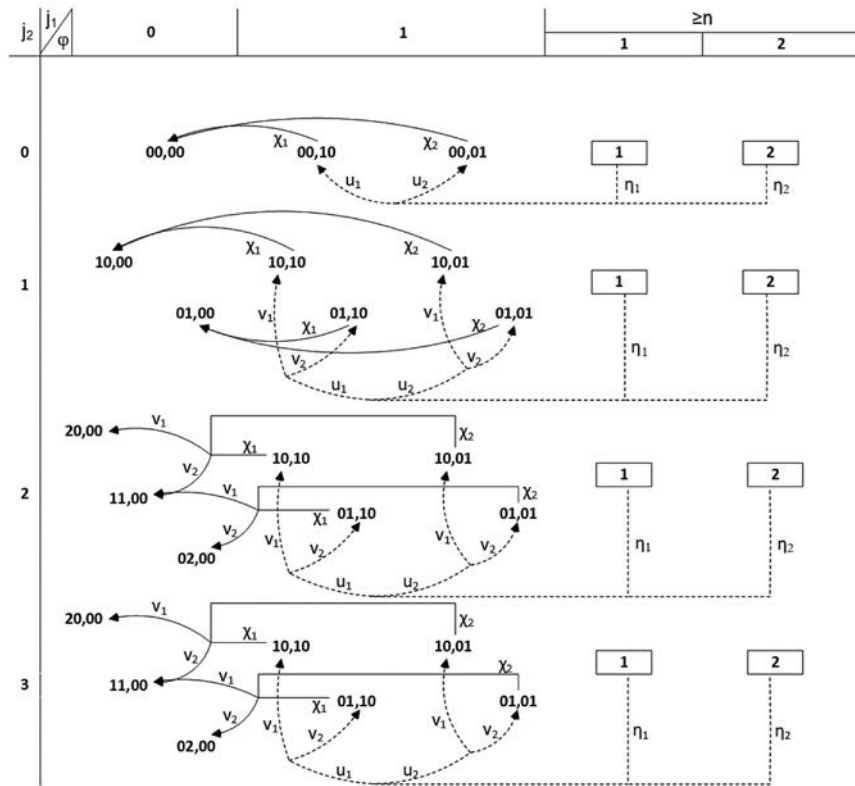 j₂ j₁ φ 0 1 ≥n
1 2
0
χ₁ χ₂
00,00 00,10 00,01 1 2
u₁ u₂ η₁ η₂
1
χ₁ χ₂
10,00 10,10 10,01 1 2
01,00 v₁ 01,10 v₁ 01,01
χ₁ χ₂
v₂ v₂ η₁ η₂
u₁ u₂
2
v₁
20,00 χ₁ χ₂
v₂ 10,10 10,01 1 2
11,00 v₁ χ₂
v₂ χ₁ 01,10 01,01
02,00 v₁ v₂ v₁ v₂ η₁ η₂
u₁ u₂
3
v₁
20,00 χ₁ χ₂
v₂ 10,10 10,01 1 2
11,00 v₁ χ₂
v₂ χ₁ 01,10 01,01
02,00 v₁ v₂ v₁ v₂ η₁ η₂
u₁ u₂